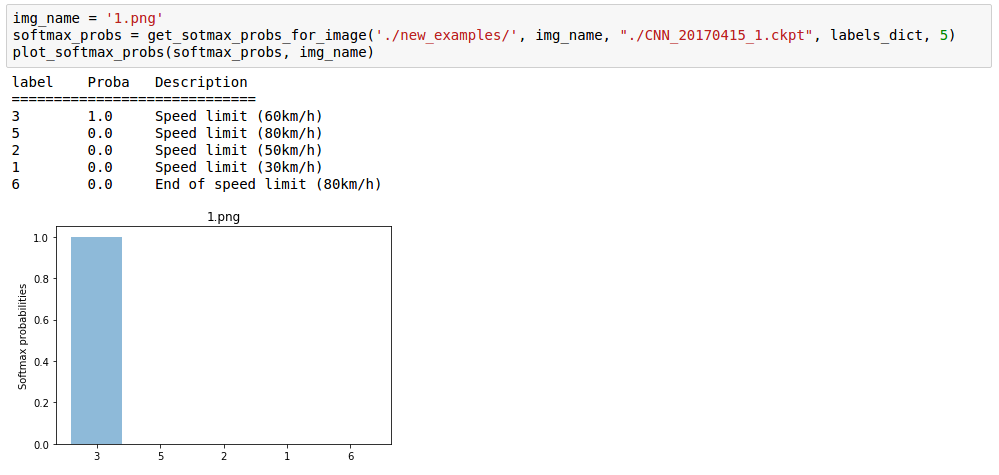 img_name = '1.png'
softmax_probs = get_sotmax_probs_for_image('./new_examples/', img_name, "./CNN_20170415_1.ckpt", labels_dict, 5)
plot_softmax_probs(softmax_probs, img_name)
label Proba Description
=============================
3 1.0 Speed limit (60km/h)
5 0.0 Speed limit (80km/h)
2 0.0 Speed limit (50km/h)
1 0.0 Speed limit (30km/h)
6 0.0 End of speed limit (80km/h)
1.png
1.0
0.8
0.6
0.4
0.2
0.0
Softmax probabilities
3 5 2 1 6